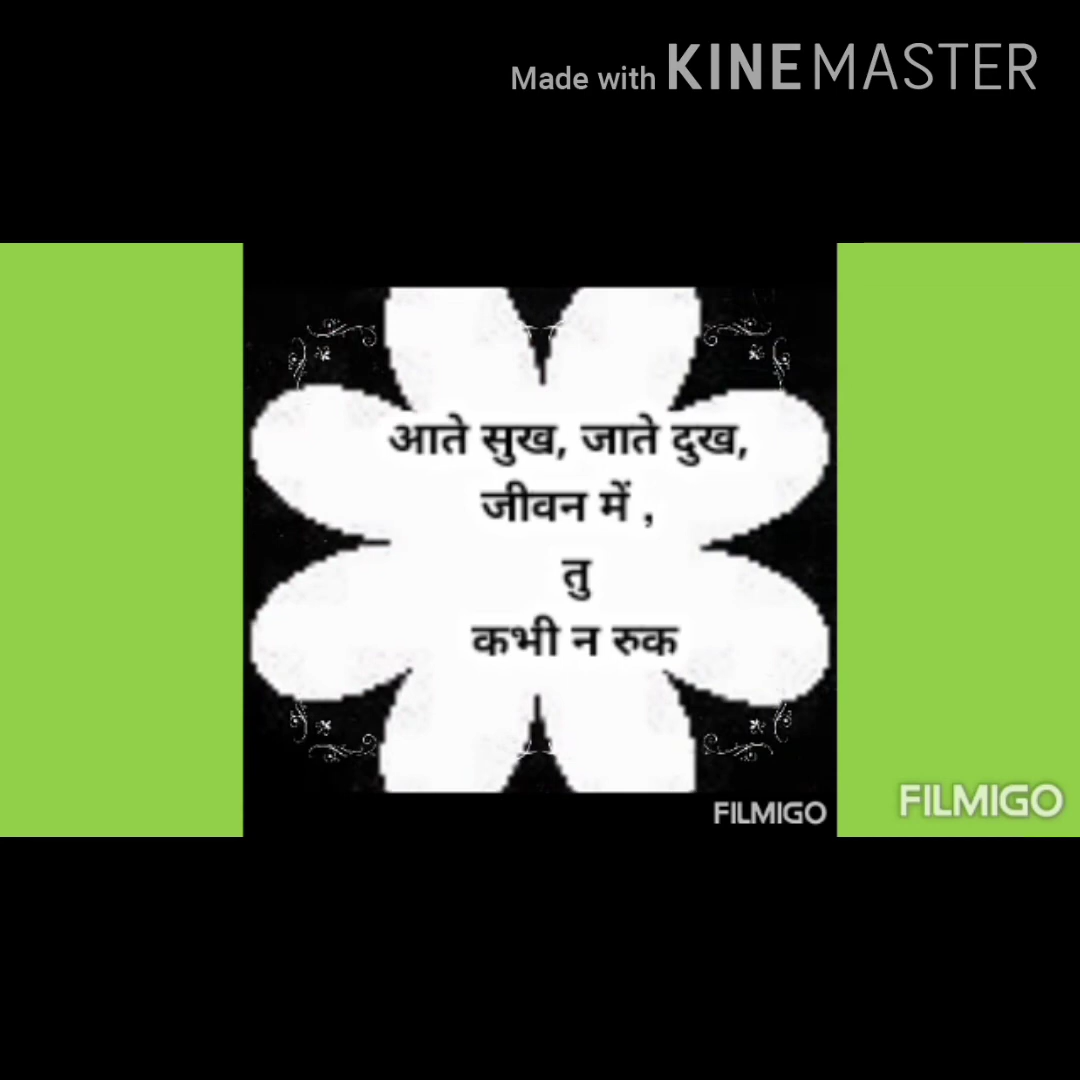 Made with KINEMASTER
आते सुख, जाते दुख,
जीवन में ,
तु
कभी न रुक
FILMIGO
FILMIGO